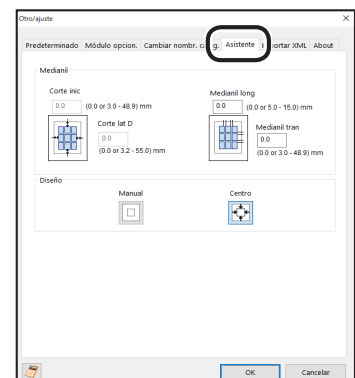 Otro/ajuste
Predeterminado Módulo opcion. Cambiar nombr. ca g. Asistente I ortar XML About
Medianil
Corte inic
0.0 (0.0 or 3.0 - 48.9) mm
Corte lat D
0.0
(0.0 or 3.2 - 55.0) mm
Medianil long
0.0 (0.0 or 5.0 - 15.0) mm
Medianil tran
0.0
(0.0 or 3.0 - 48.9) mm
Diseño
Manual Centro
OK Cancelar